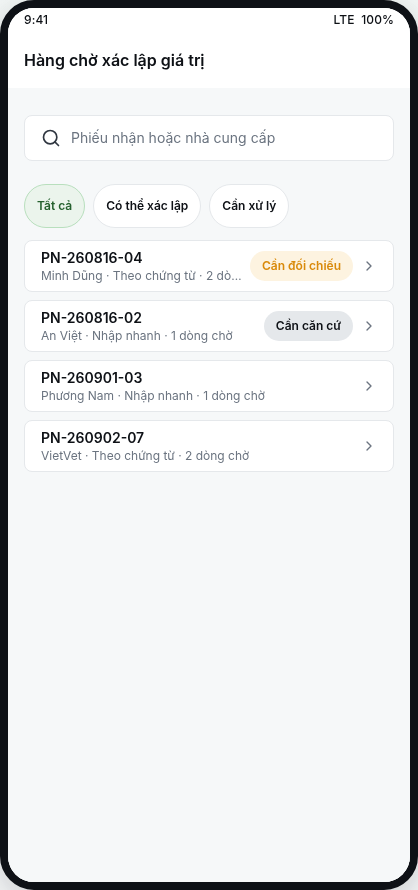 9:41
LTE 100%
Hàng chờ xác lập giá trị
Phiếu nhận hoặc nhà cung cấp
Tất cả
Có thể xác lập
Cần xử lý
PN-260816-04
Minh Dũng · Theo chứng từ · 2 dò...
Cần đối chiếu
PN-260816-02
An Việt · Nhập nhanh · 1 dòng chờ
Cần căn cứ
PN-260901-03
Phương Nam · Nhập nhanh · 1 dòng chờ
PN-260902-07
VietVet · Theo chứng từ · 2 dòng chờ